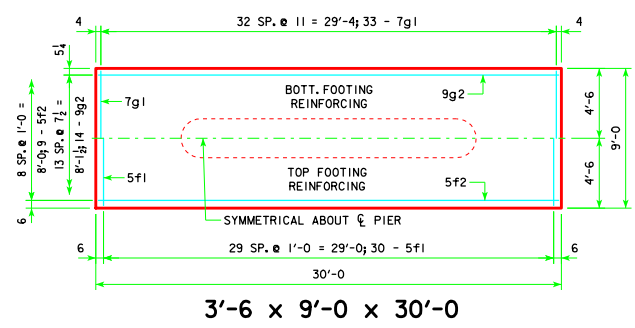 32 SP. @ 11 = 29'-4; 33 - 7g1
4
4
5¼
BOTT. FOOTING
REINFORCING
9g2
7g1
8 SP. @ 1'-0 =
8'-0; 9 - 5f2
13 SP. @ 7½ =
8'-1½; 14 - 9g2
4'-6
9'-0
4'-6
TOP FOOTING
REINFORCING
5f1
5f2
6
SYMMETRICAL ABOUT ℄ PIER
6
29 SP. @ 1'-0 = 29'-0; 30 - 5f1
6
30'-0
3'-6 x 9'-0 x 30'-0